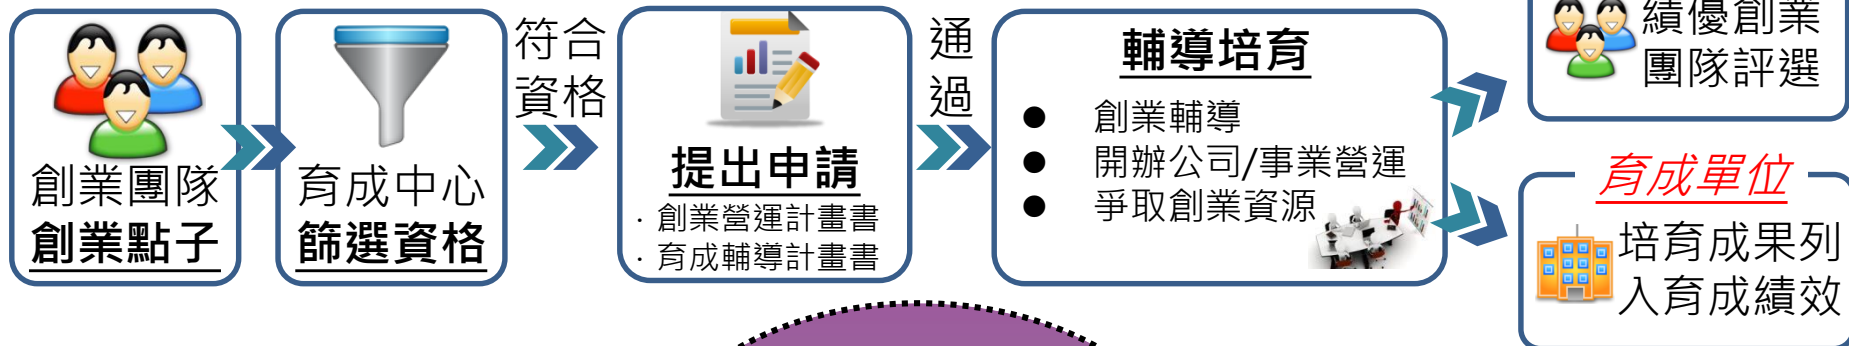 創業團隊
創業點子
育成中心
篩選資格
符合
資格
提出申請
· 創業營運計畫書
· 育成輔導計畫書
通
過
輔導培育
● 創業輔導
● 開辦公司/事業營運
● 爭取創業資源
績優創業
團隊評選
育成單位
培育成果列
入育成績效